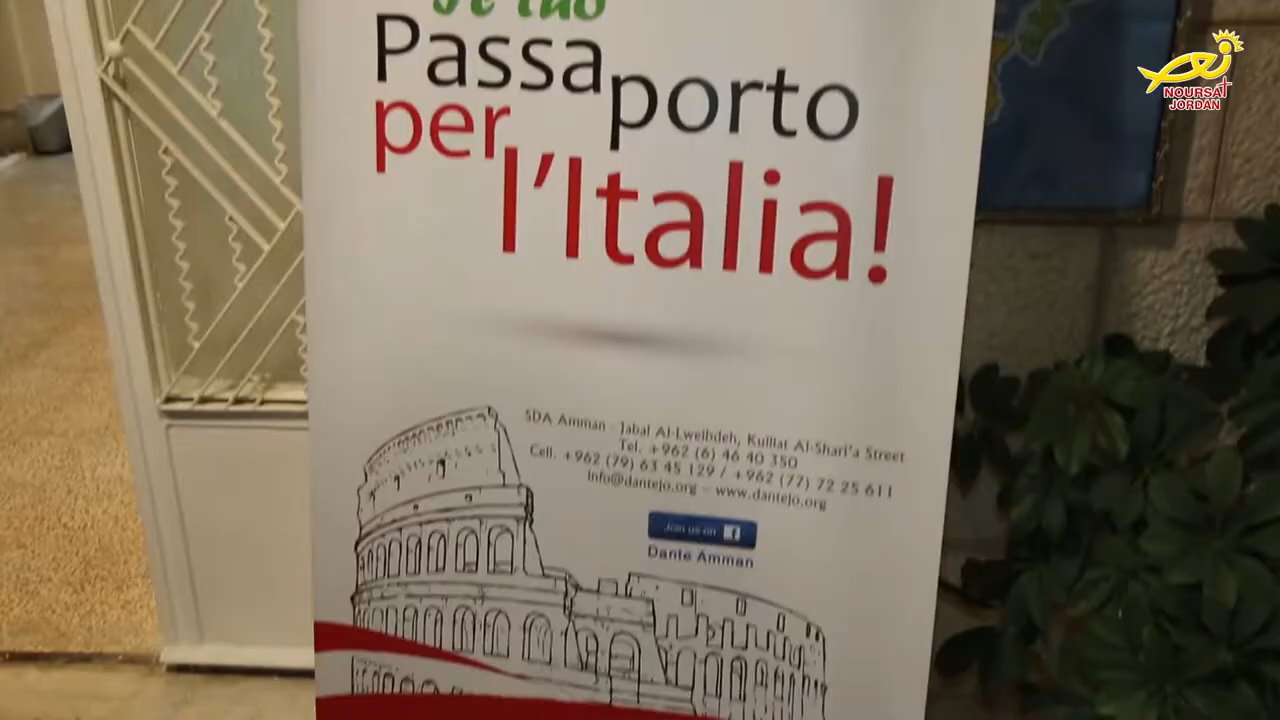 Il tuo
Passaporto
per
l'Italia!
SDA Amman - Jabal Al-Lweibdeh, Kulliat Al-Shari'a Street
Tel. +962 (6) 46 40 350
Cell. +962 (79) 63 45 129 / +962 (77) 72 25 611
info@dantejo.org - www.dantejo.org
Join us on f
Dante Amman
NOURSAT
JORDAN